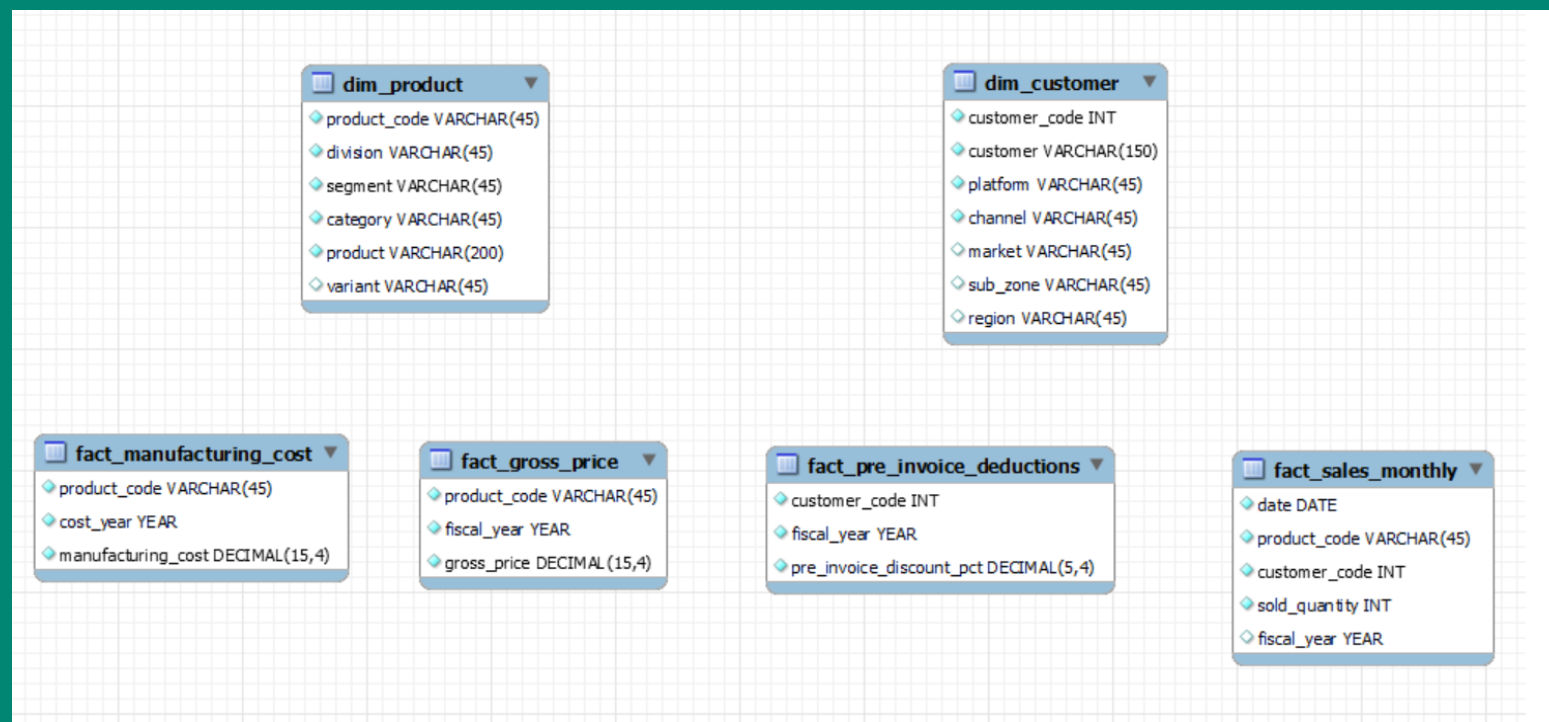 dim_product
product_code VARCHAR(45)
division VARCHAR(45)
segment VARCHAR(45)
category VARCHAR(45)
product VARCHAR(200)
variant VARCHAR(45)
dim_customer
customer_code INT
customer VARCHAR(150)
platform VARCHAR(45)
channel VARCHAR(45)
market VARCHAR(45)
sub_zone VARCHAR(45)
region VARCHAR(45)
fact_manufacturing_cost
product_code VARCHAR(45)
cost_year YEAR
manufacturing_cost DECIMAL(15,4)
fact_gross_price
product_code VARCHAR(45)
fiscal_year YEAR
gross_price DECIMAL(15,4)
fact_pre_invoice_deductions
customer_code INT
fiscal_year YEAR
pre_invoice_discount_pct DECIMAL(5,4)
fact_sales_monthly
date DATE
product_code VARCHAR(45)
customer_code INT
sold_quantity INT
fiscal_year YEAR